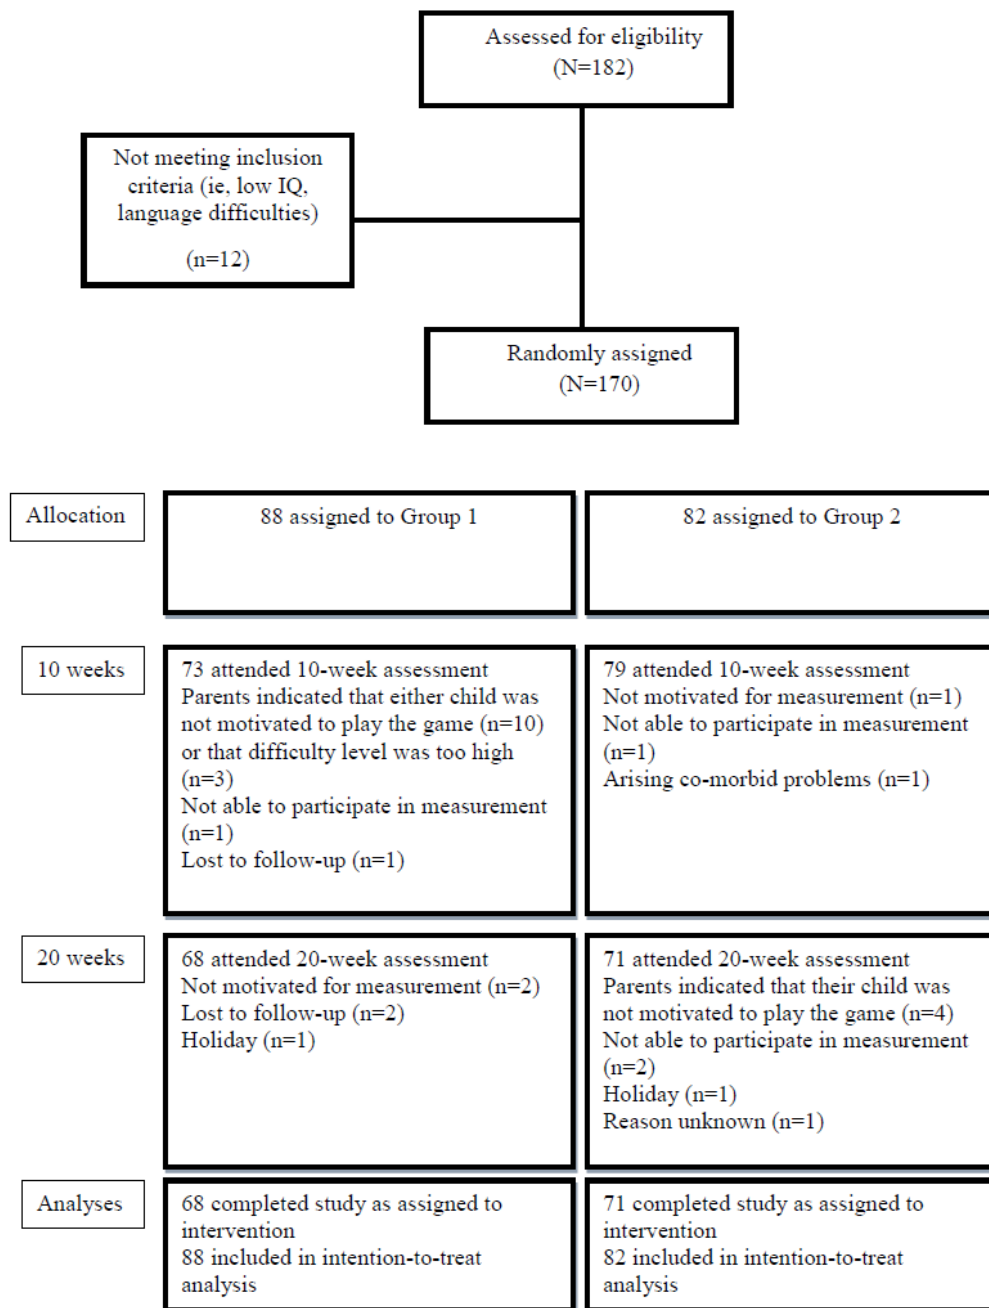 Assessed for eligibility
(N=182)
Not meeting inclusion
criteria (ie, low IQ,
language difficulties)
(n=12)
Randomly assigned
(N=170)
Allocation
88 assigned to Group 1
82 assigned to Group 2
10 weeks
73 attended 10-week assessment
Parents indicated that either child was
not motivated to play the game (n=10)
or that difficulty level was too high
(n=3)
Not able to participate in measurement
(n=1)
Lost to follow-up (n=1)
79 attended 10-week assessment
Not motivated for measurement (n=1)
Not able to participate in measurement
(n=1)
Arising co-morbid problems (n=1)
20 weeks
68 attended 20-week assessment
Not motivated for measurement (n=2)
Lost to follow-up (n=2)
Holiday (n=1)
71 attended 20-week assessment
Parents indicated that their child was
not motivated to play the game (n=4)
Not able to participate in measurement
(n=2)
Holiday (n=1)
Reason unknown (n=1)
Analyses
68 completed study as assigned to
intervention
88 included in intention-to-treat
analysis
71 completed study as assigned to
intervention
82 included in intention-to-treat
analysis